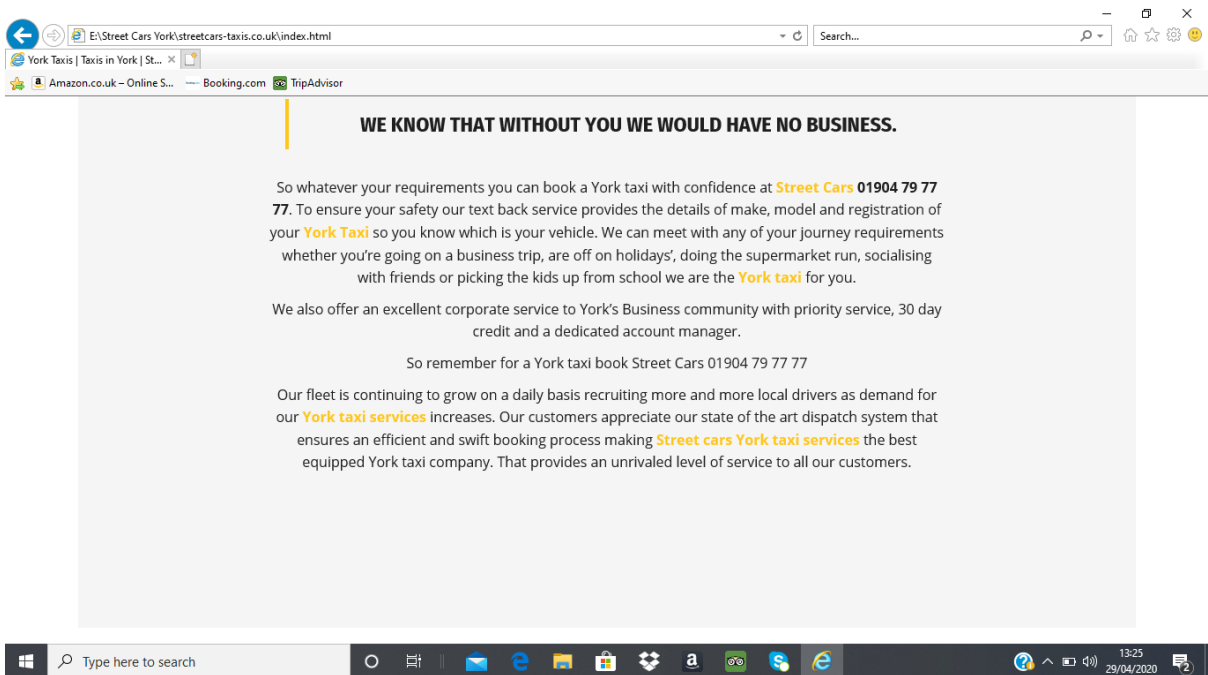 E:\Street Cars York\streetcars-taxis.co.uk\index.html
Search...
York Taxis | Taxis in York | St...
Amazon.co.uk – Online S...
Booking.com
TripAdvisor
WE KNOW THAT WITHOUT YOU WE WOULD HAVE NO BUSINESS.
So whatever your requirements you can book a York taxi with confidence at Street Cars 01904 79 77
77. To ensure your safety our text back service provides the details of make, model and registration of
your York Taxi so you know which is your vehicle. We can meet with any of your journey requirements
whether you're going on a business trip, are off on holidays', doing the supermarket run, socialising
with friends or picking the kids up from school we are the York taxi for you.
We also offer an excellent corporate service to York's Business community with priority service, 30 day
credit and a dedicated account manager.
So remember for a York taxi book Street Cars 01904 79 77 77
Our fleet is continuing to grow on a daily basis recruiting more and more local drivers as demand for
our York taxi services increases. Our customers appreciate our state of the art dispatch system that
ensures an efficient and swift booking process making Street cars York taxi services the best
equipped York taxi company. That provides an unrivaled level of service to all our customers.
Type here to search
13:25
29/04/2020
2